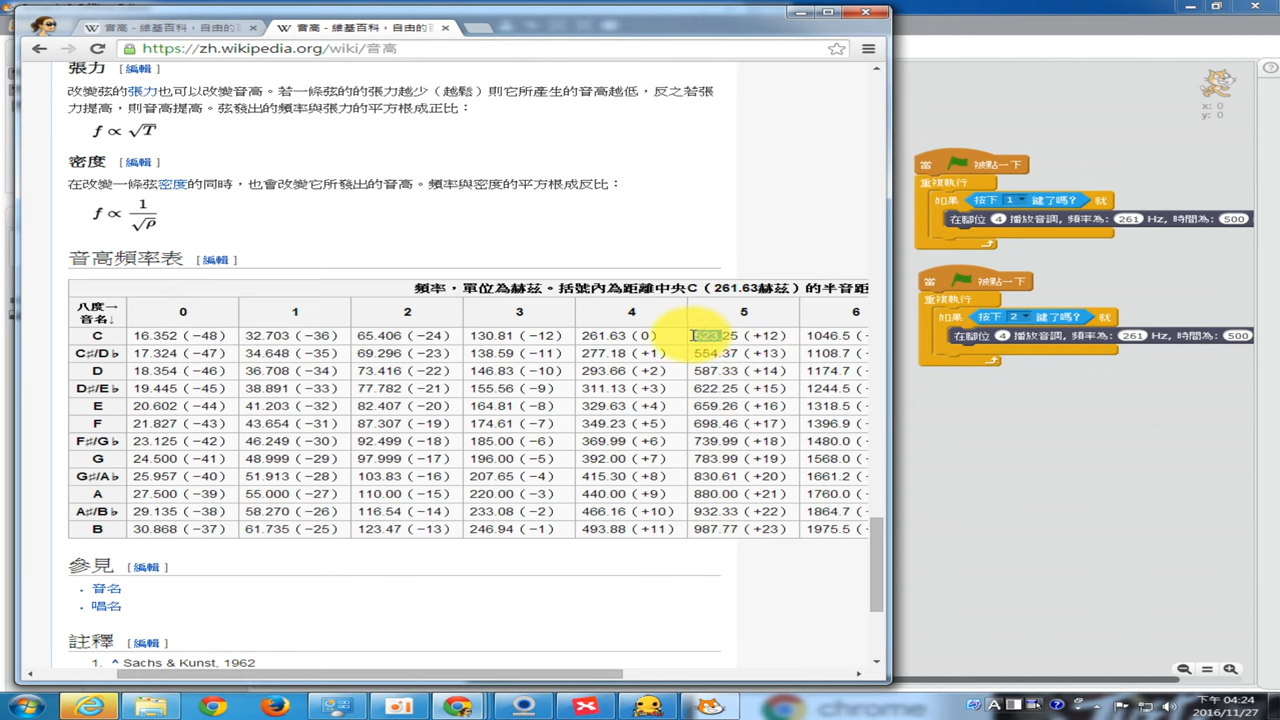 音高 - 維基百科，自由的百
音高 - 維基百科，自由的百
https://zh.wikipedia.org/wiki/音高
張力 [編輯]
改變弦的張力也可以改變音高。若一條弦的的張力越少（越鬆）則它所產生的音高越低，反之若張
力提高，則音高提高。弦發出的頻率與張力的平方根成正比：
f ∝ √T
密度 [編輯]
在改變一條弦密度的同時，也會改變它所發出的音高。頻率與密度的平方根成反比：
f ∝ 1/√ρ
音高頻率表 [編輯]
頻率，單位為赫茲。括號內為距離中央C（261.63赫茲）的半音距
八度→
音名↓ 0 1 2 3 4 5 6
C 16.352 (−48) 32.703 (−36) 65.406 (−24) 130.81 (−12) 261.63 (0) 523.25 (+12) 1046.5 (
C♯/D♭ 17.324 (−47) 34.648 (−35) 69.296 (−23) 138.59 (−11) 277.18 (+1) 554.37 (+13) 1108.7 (
D 18.354 (−46) 36.708 (−34) 73.416 (−22) 146.83 (−10) 293.66 (+2) 587.33 (+14) 1174.7 (
D♯/E♭ 19.445 (−45) 38.891 (−33) 77.782 (−21) 155.56 (−9) 311.13 (+3) 622.25 (+15) 1244.5 (
E 20.602 (−44) 41.203 (−32) 82.407 (−20) 164.81 (−8) 329.63 (+4) 659.26 (+16) 1318.5 (
F 21.827 (−43) 43.654 (−31) 87.307 (−19) 174.61 (−7) 349.23 (+5) 698.46 (+17) 1396.9 (
F♯/G♭ 23.125 (−42) 46.249 (−30) 92.499 (−18) 185.00 (−6) 369.99 (+6) 739.99 (+18) 1480.0 (
G 24.500 (−41) 48.999 (−29) 97.999 (−17) 196.00 (−5) 392.00 (+7) 783.99 (+19) 1568.0 (
G♯/A♭ 25.957 (−40) 51.913 (−28) 103.83 (−16) 207.65 (−4) 415.30 (+8) 830.61 (+20) 1661.2 (
A 27.500 (−39) 55.000 (−27) 110.00 (−15) 220.00 (−3) 440.00 (+9) 880.00 (+21) 1760.0 (
A♯/B♭ 29.135 (−38) 58.270 (−26) 116.54 (−14) 233.08 (−2) 466.16 (+10) 932.33 (+22) 1864.7 (
B 30.868 (−37) 61.735 (−25) 123.47 (−13) 246.94 (−1) 493.88 (+11) 987.77 (+23) 1975.5 (
參見 [編輯]
音名
唱名
註釋 [編輯]
1. ^ Sachs & Kunst, 1962
x: 0
y: 0
當 被點一下
重複執行
如果 按下 1 鍵了嗎? 就
在腳位 4 播放音調, 頻率為: 261 Hz, 時間為: 500
當 被點一下
重複執行
如果 按下 2 鍵了嗎? 就
在腳位 4 播放音調, 頻率為: 261 Hz, 時間為: 500
chrome
下午 04:24
2016/11/27